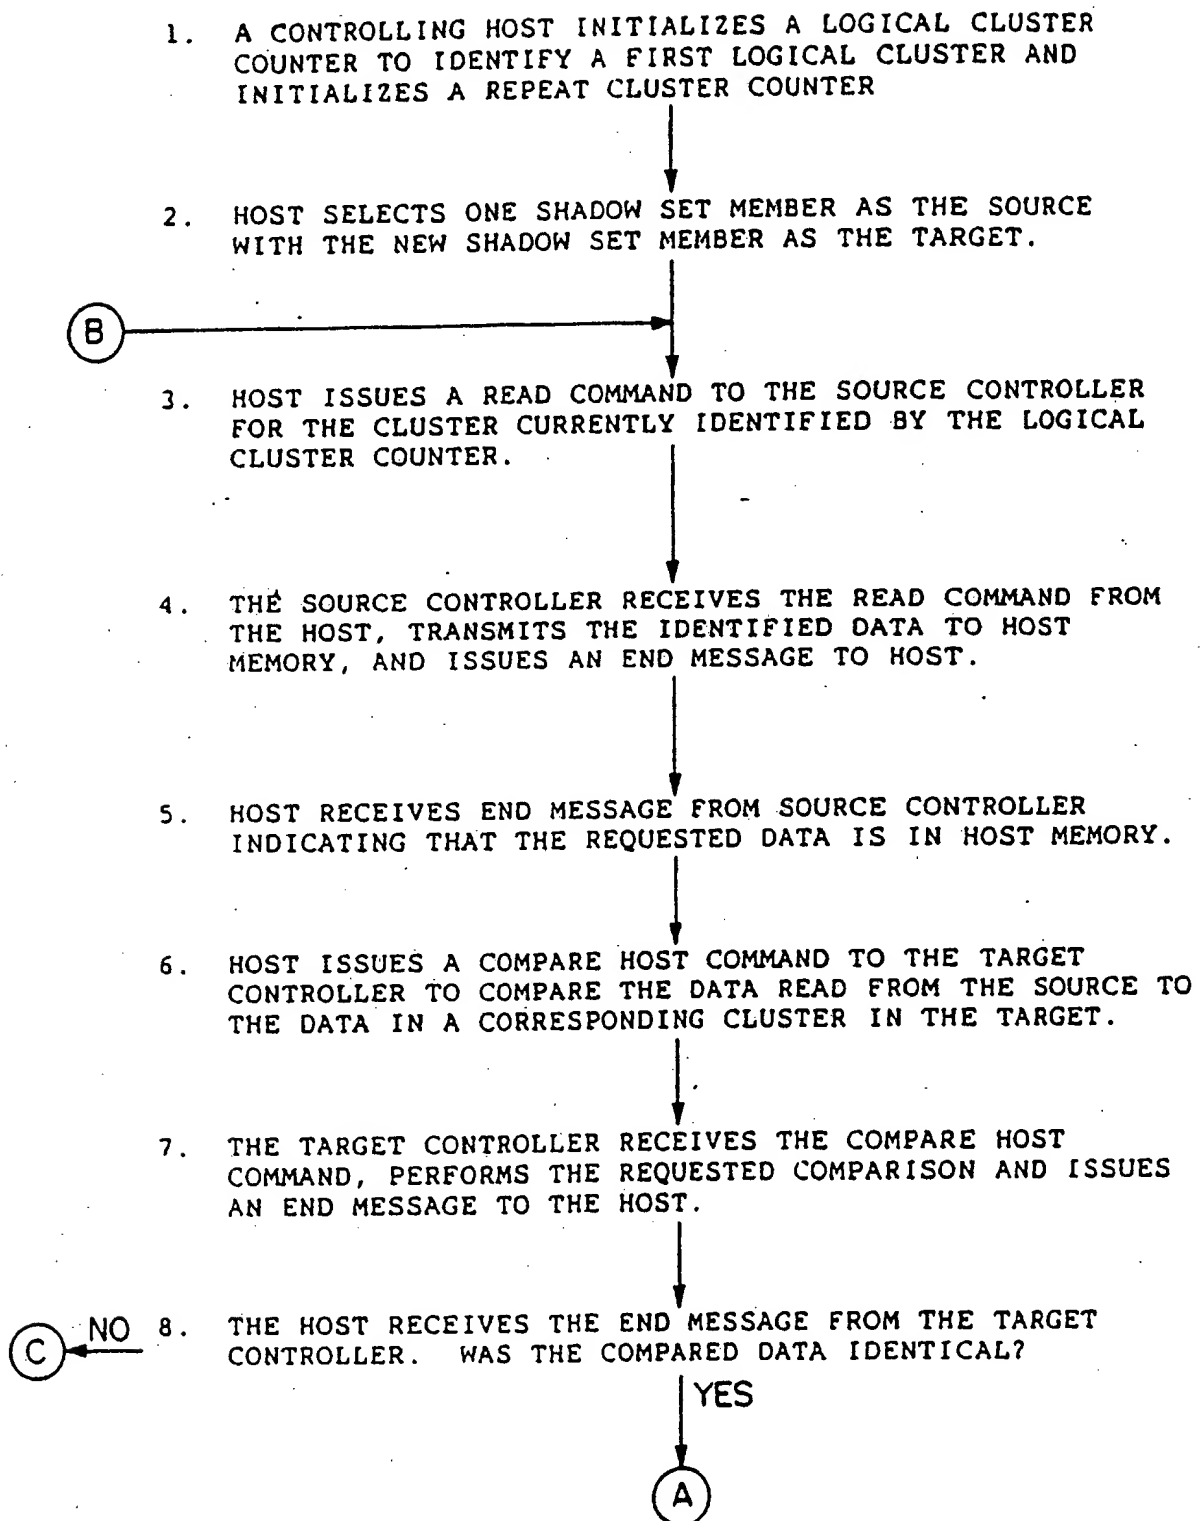 1. A CONTROLLING HOST INITIALIZES A LOGICAL CLUSTER
COUNTER TO IDENTIFY A FIRST LOGICAL CLUSTER AND
INITIALIZES A REPEAT CLUSTER COUNTER
2. HOST SELECTS ONE SHADOW SET MEMBER AS THE SOURCE
WITH THE NEW SHADOW SET MEMBER AS THE TARGET.
B
3. HOST ISSUES A READ COMMAND TO THE SOURCE CONTROLLER
FOR THE CLUSTER CURRENTLY IDENTIFIED BY THE LOGICAL
CLUSTER COUNTER.
4. THE SOURCE CONTROLLER RECEIVES THE READ COMMAND FROM
THE HOST, TRANSMITS THE IDENTIFIED DATA TO HOST
MEMORY, AND ISSUES AN END MESSAGE TO HOST.
5. HOST RECEIVES END MESSAGE FROM SOURCE CONTROLLER
INDICATING THAT THE REQUESTED DATA IS IN HOST MEMORY.
6. HOST ISSUES A COMPARE HOST COMMAND TO THE TARGET
CONTROLLER TO COMPARE THE DATA READ FROM THE SOURCE TO
THE DATA IN A CORRESPONDING CLUSTER IN THE TARGET.
7. THE TARGET CONTROLLER RECEIVES THE COMPARE HOST
COMMAND, PERFORMS THE REQUESTED COMPARISON AND ISSUES
AN END MESSAGE TO THE HOST.
C NO 8. THE HOST RECEIVES THE END MESSAGE FROM THE TARGET
CONTROLLER. WAS THE COMPARED DATA IDENTICAL?
YES
A